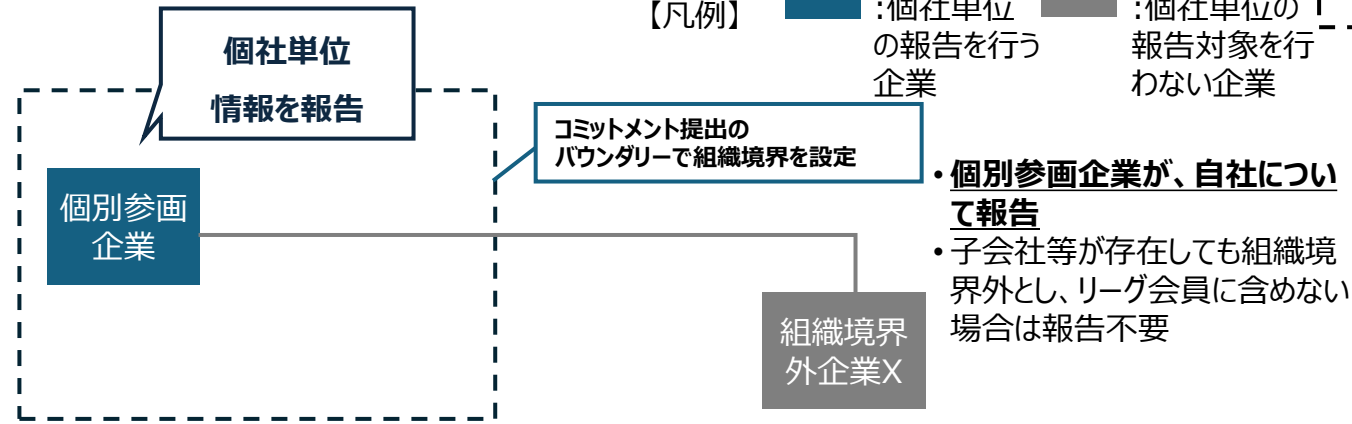 【凡例】
:個社単位
の報告を行う
企業
:個社単位の
報告対象を行
わない企業
個社単位
情報を報告
コミットメント提出の
バウンダリーで組織境界を設定
個別参画
企業
組織境界
外企業X
•個別参画企業が、自社につい
て報告
•子会社等が存在しても組織境
界外とし、リーグ会員に含めない
場合は報告不要